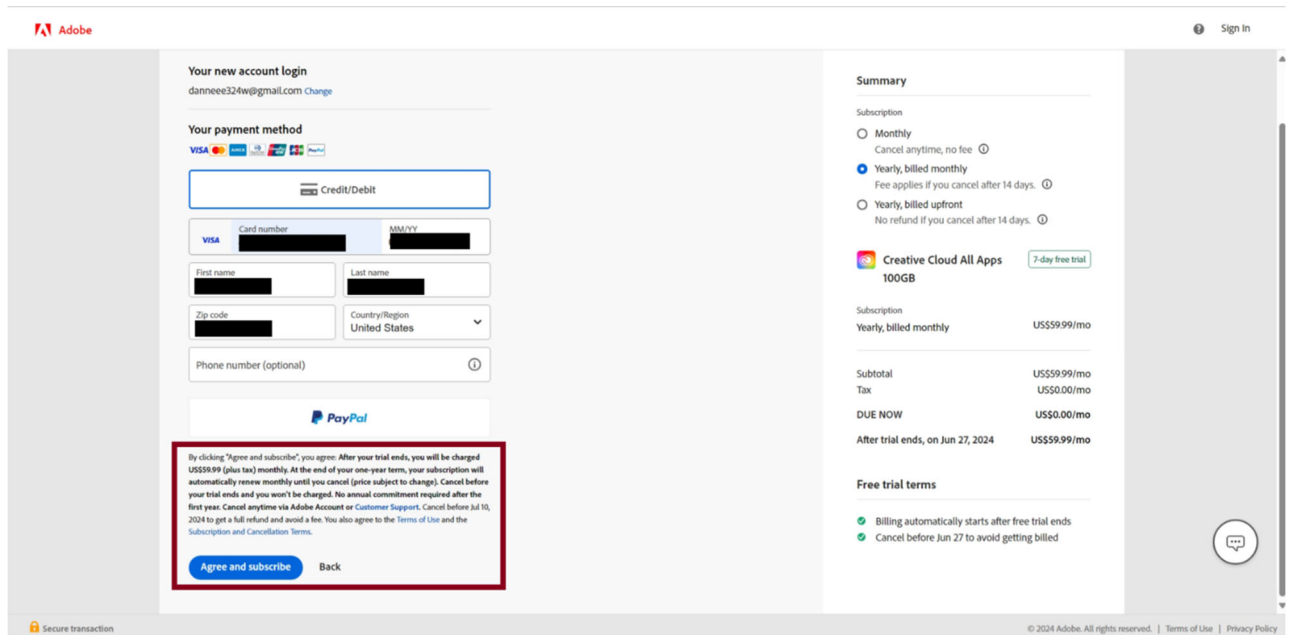 Adobe
Sign In
Your new account login
danneee324w@gmail.com Change
Your payment method
VISA AMEX PayPal
Credit/Debit
Card number
MM/YY
VISA
First name
Last name
Zip code
Country/Region
United States
Phone number (optional)
PayPal
By clicking "Agree and subscribe", you agree: After your trial ends, you will be charged
US$59.99 (plus tax) monthly. At the end of your one-year term, your subscription will
automatically renew monthly until you cancel (price subject to change). Cancel before
your trial ends and you won't be charged. No annual commitment required after the
first year. Cancel anytime via Adobe Account or Customer Support. Cancel before Jul 10,
2024 to get a full refund and avoid a fee. You also agree to the Terms of Use and the
Subscription and Cancellation Terms.
Agree and subscribe Back
Summary
Subscription
Monthly
Cancel anytime, no fee
Yearly, billed monthly
Fee applies if you cancel after 14 days.
Yearly, billed upfront
No refund if you cancel after 14 days.
Creative Cloud All Apps 7-day free trial
100GB
Subscription
Yearly, billed monthly US$59.99/mo
Subtotal US$59.99/mo
Tax US$0.00/mo
DUE NOW US$0.00/mo
After trial ends, on Jun 27, 2024 US$59.99/mo
Free trial terms
Billing automatically starts after free trial ends
Cancel before Jun 27 to avoid getting billed
Secure transaction
© 2024 Adobe. All rights reserved. | Terms of Use | Privacy Policy